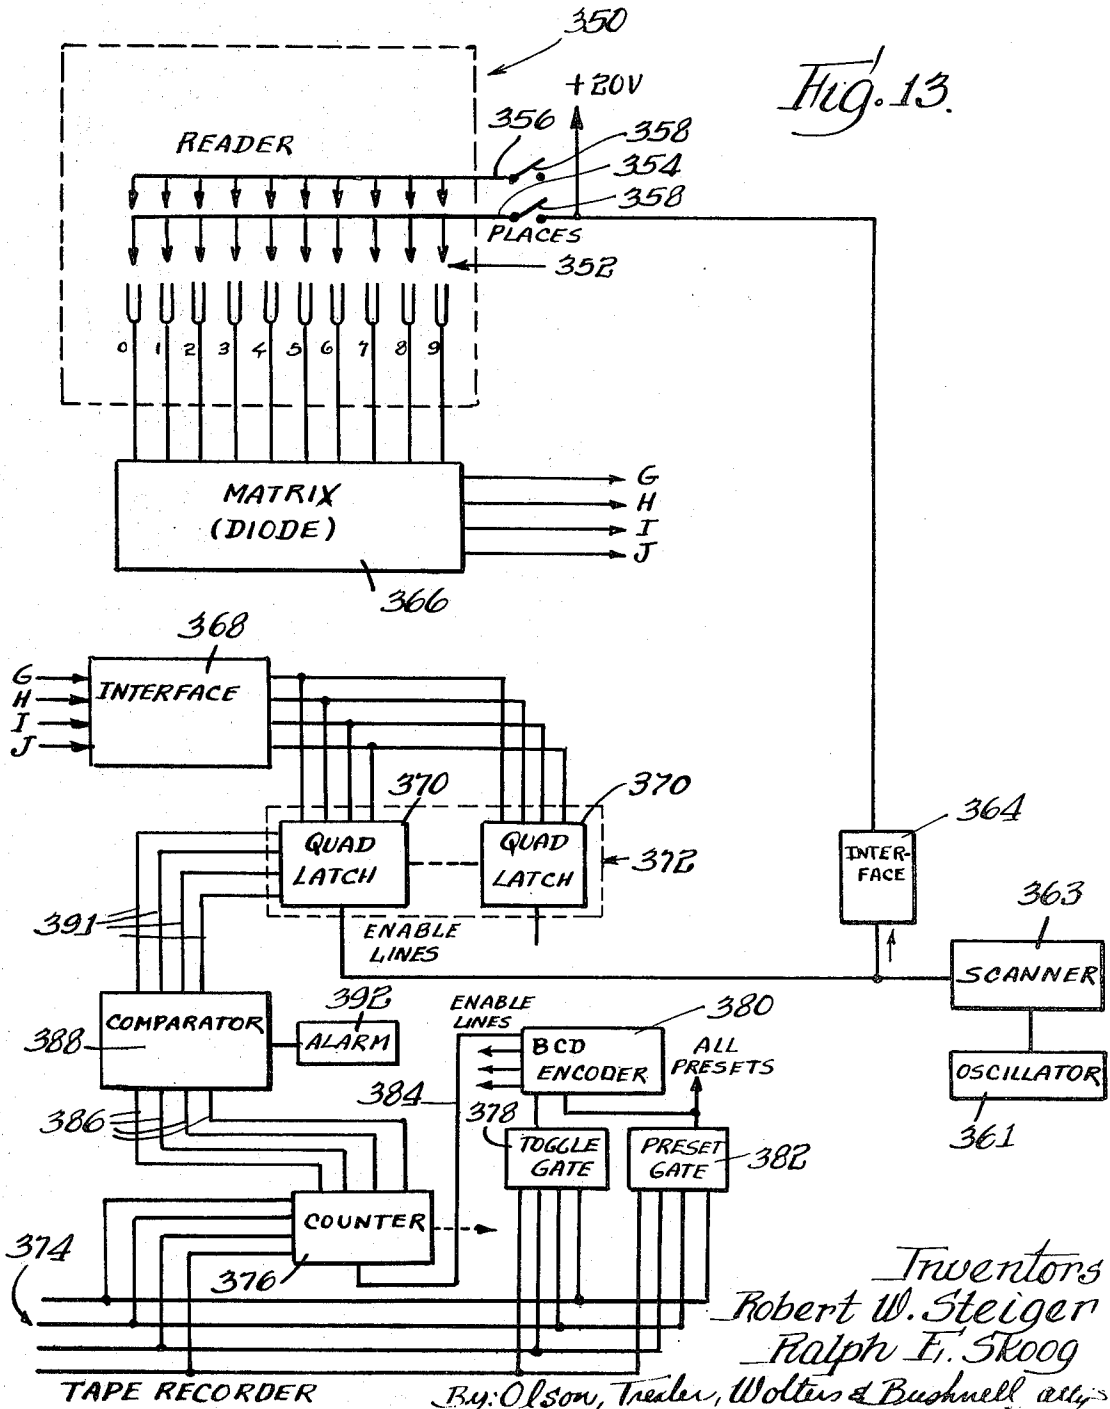 350
Fig. 13.
+20V
356
358
READER
354
358
PLACES
352
0 1 2 3 4 5 6 7 8 9
MATRIX
(DIODE)
G
H
I
J
366
368
G
H
I
J
INTERFACE
370
370
QUAD
LATCH
QUAD
LATCH
372
364
INTER-
FACE
363
391
ENABLE
LINES
SCANNER
392
ENABLE
LINES
380
COMPARATOR
388
ALARM
BCD
ENCODER
ALL
PRESETS
OSCILLATOR
384
386
378
361
TOGGLE
GATE
PRESET
GATE
382
COUNTER
374
376
Inventors
Robert W. Steiger
Ralph E. Skoog
TAPE RECORDER
By: Olson, Trexler, Wolters & Bushnell attys